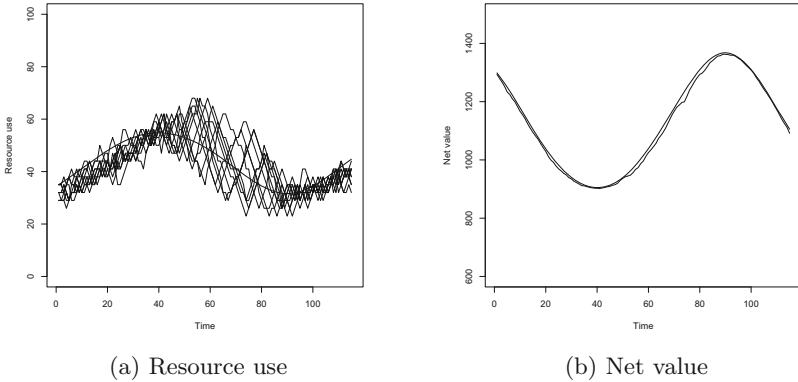 100
80
60
40
20
0
Resource use
0 20 40 60 80 100
Time
(a) Resource use
1400
1200
1000
800
600
Net value
0 20 40 60 80 100
Time
(b) Net value